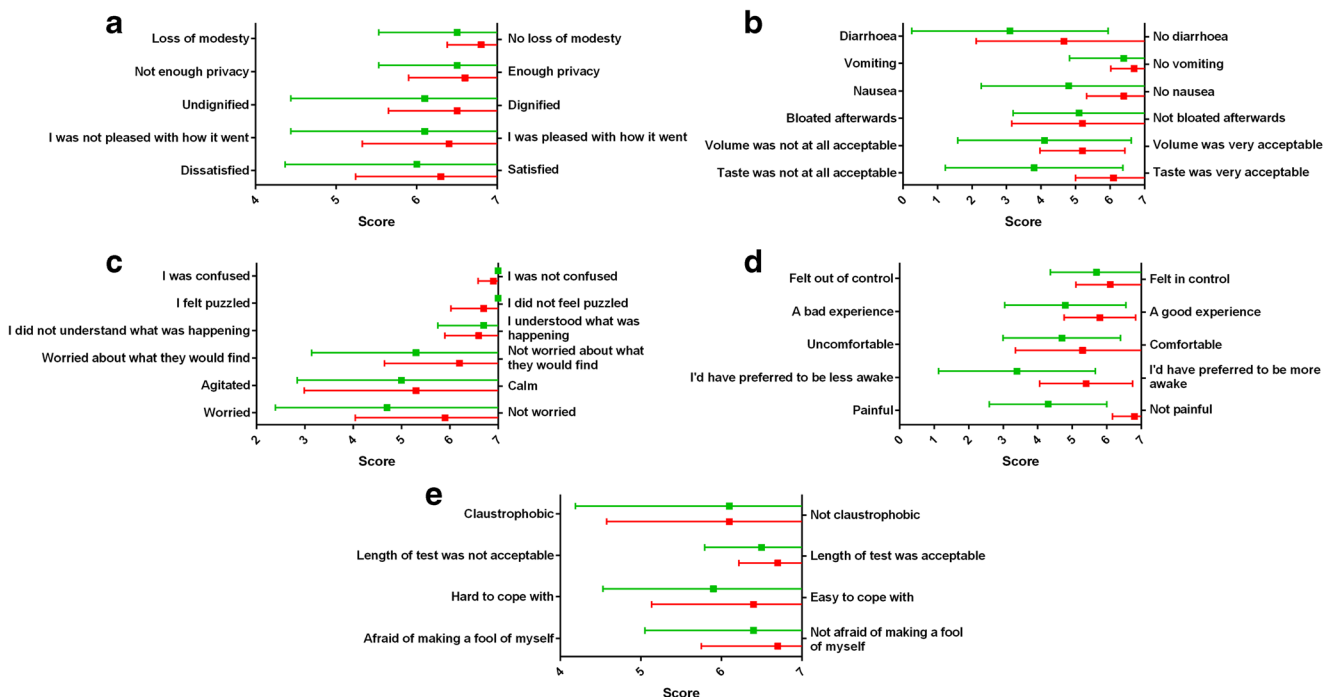 a
Loss of modesty
No loss of modesty
Not enough privacy
Enough privacy
Undignified
Dignified
I was not pleased with how it went
I was pleased with how it went
Dissatisfied
Satisfied
4 5 6 7
Score
b
Diarrhoea
No diarrhoea
Vomiting
No vomiting
Nausea
No nausea
Bloated afterwards
Not bloated afterwards
Volume was not at all acceptable
Volume was very acceptable
Taste was not at all acceptable
Taste was very acceptable
0 1 2 3 4 5 6 7
Score
c
I was confused
I was not confused
I felt puzzled
I did not feel puzzled
I did not understand what was happening
I understood what was
happening
Worried about what they would find
Not worried about what
they would find
Agitated
Calm
Worried
Not worried
2 3 4 5 6 7
Score
d
Felt out of control
Felt in control
A bad experience
A good experience
Uncomfortable
Comfortable
I'd have preferred to be less awake
I'd have preferred to be more
awake
Painful
Not painful
0 1 2 3 4 5 6 7
Score
e
Claustrophobic
Not claustrophobic
Length of test was not acceptable
Length of test was acceptable
Hard to cope with
Easy to cope with
Afraid of making a fool of myself
Not afraid of making a fool
of myself
4 5 6 7
Score